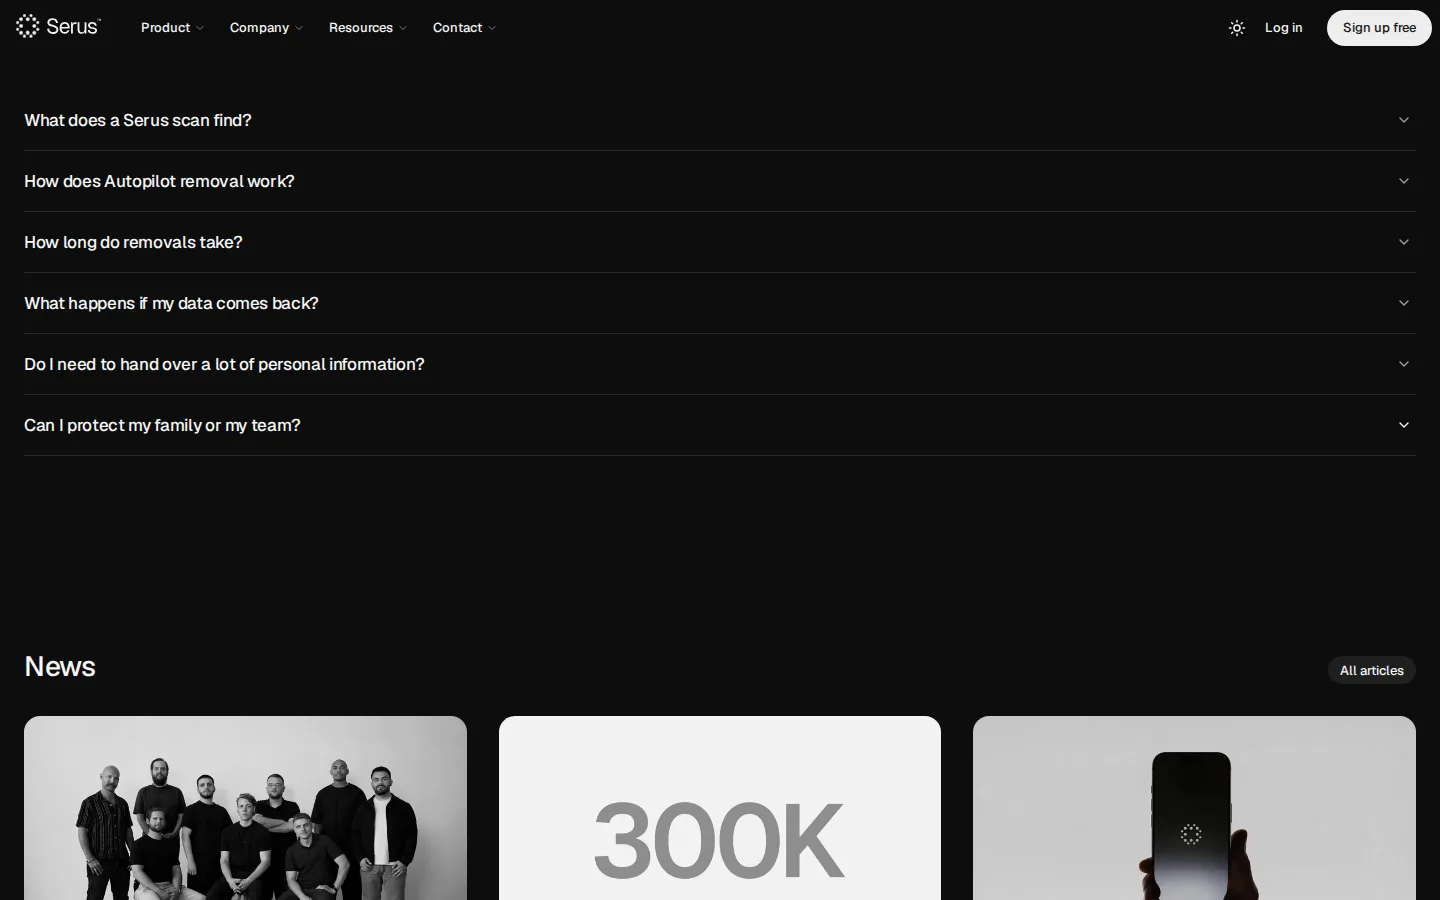 Serus™
Product
Company
Resources
Contact
Log in
Sign up free
What does a Serus scan find?
How does Autopilot removal work?
How long do removals take?
What happens if my data comes back?
Do I need to hand over a lot of personal information?
Can I protect my family or my team?
News
All articles
300K